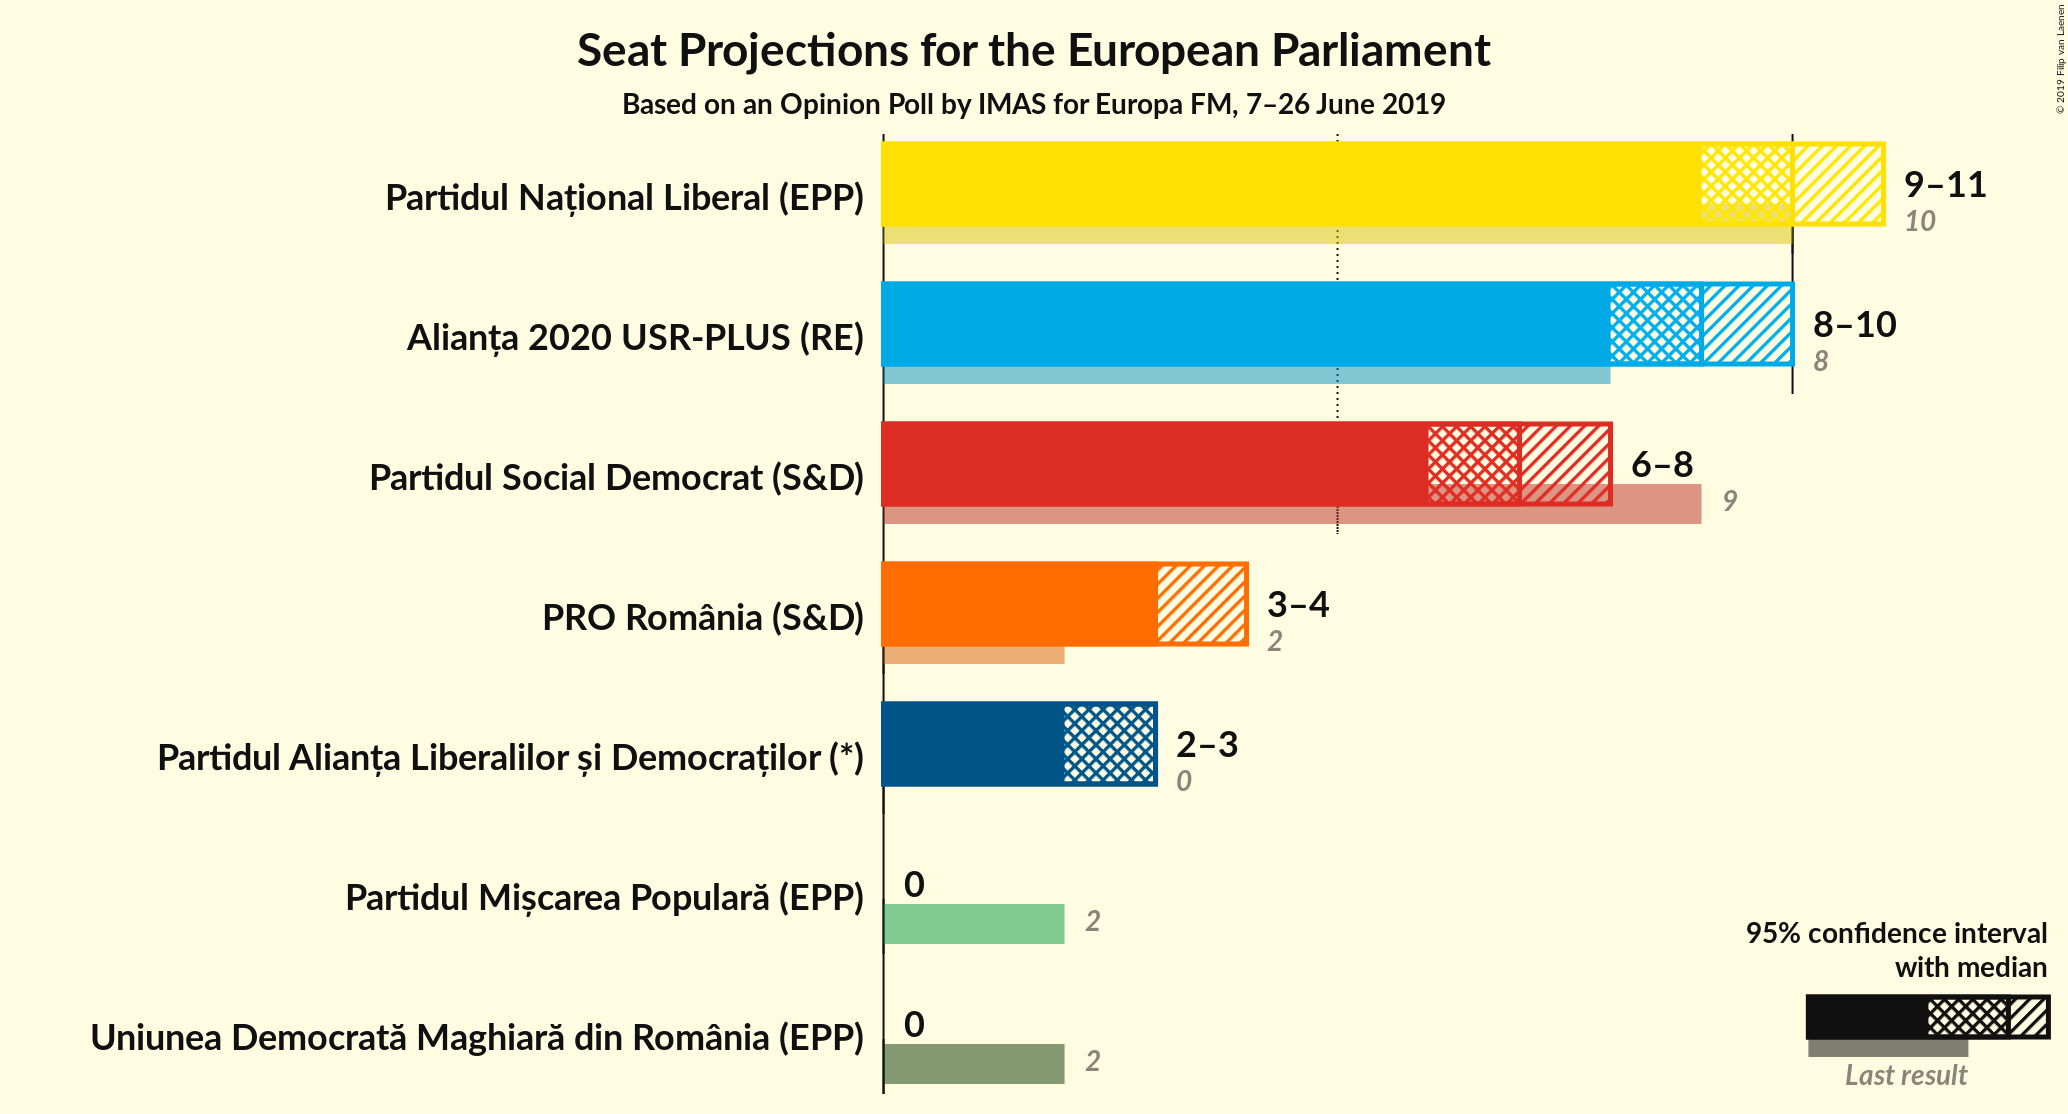 Seat Projections for the European Parliament
Based on an Opinion Poll by IMAS for Europa FM, 7–26 June 2019
© 2019 Filip van Laenen
Partidul Național Liberal (EPP)
9–11
10
Alianța 2020 USR-PLUS (RE)
8–10
8
Partidul Social Democrat (S&D)
6–8
9
PRO România (S&D)
3–4
2
Partidul Alianța Liberalilor și Democraților (*)
2–3
0
Partidul Mișcarea Populară (EPP)
0
2
Uniunea Democrată Maghiară din România (EPP)
0
2
95% confidence interval
with median
Last result